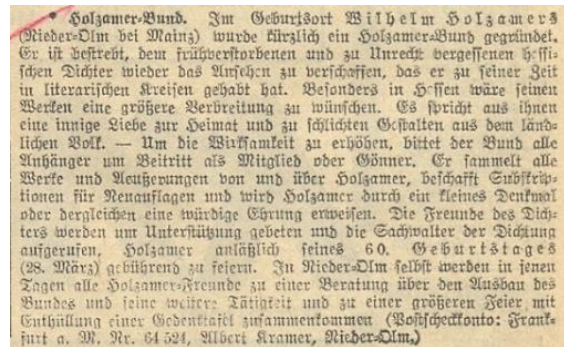 * Holzamer-Bund. Im Geburtsort Wilhelm Holzamers
(Nieder-Olm bei Mainz) wurde kürzlich ein Holzamer-Bund gegründet.
Er ist bestrebt, dem frühverstorbenen und zu Unrecht vergessenen hessi-
schen Dichter wieder das Ansehen zu verschaffen, das er zu seiner Zeit
in literarischen Kreisen gehabt hat. Besonders in Hessen wäre seinen
Werken eine größere Verbreitung zu wünschen. Es spricht aus ihnen
eine innige Liebe zur Heimat und zu schlichten Gestalten aus dem länd-
lichen Volk. — Um die Wirksamkeit zu erhöhen, bittet der Bund alle
Anhänger um Beitritt als Mitglied oder Gönner. Er sammelt alle
Werke und Aeußerungen von und über Holzamer, beschafft Subskrip-
tionen für Neuauflagen und wird Holzamer durch ein kleines Denkmal
oder dergleichen eine würdige Ehrung erweisen. Die Freunde des Dich-
ters werden um Unterstützung gebeten und die Sachwalter der Dichtung
aufgerufen, Holzamer anläßlich seines 60. Geburtstages
(28. März) gebührend zu feiern. In Nieder-Olm selbst werden in jenen
Tagen alle Holzamer-Freunde zu einer Beratung über den Ausbau des
Bundes und seine weitere Tätigkeit und zu einer größeren Feier mit
Enthüllung einer Gedenktafel zusammenkommen (Postscheckkonto: Frank-
furt a. M. Nr. 64 524, Albert Kramer, Nieder-Olm.)